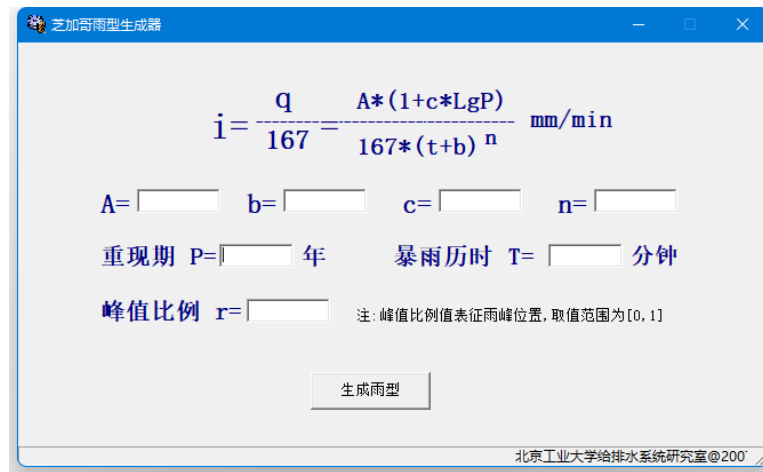 芝加哥雨型生成器
i= q/167 = A*(1+c*LgP)/167*(t+b)^n mm/min
A= b= c= n=
重现期 P= 年 暴雨历时 T= 分钟
峰值比例 r= 注:峰值比例值表征雨峰位置,取值范围为[0,1]
生成雨型
北京工业大学给排水系统研究室@200